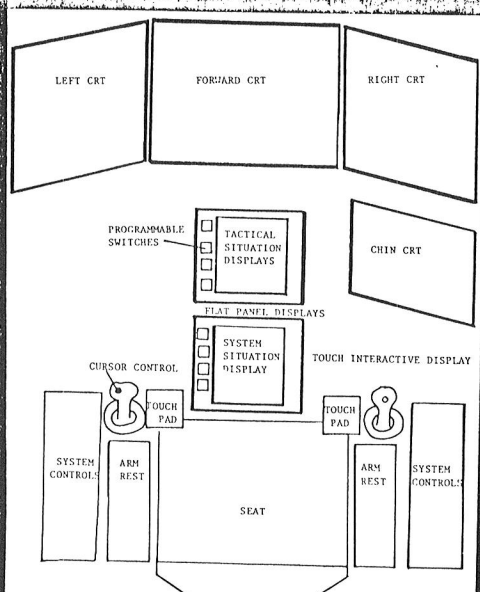 LEFT CRT
FORWARD CRT
RIGHT CRT
PROGRAMMABLE
SWITCHES
TACTICAL
SITUATION
DISPLAYS
CHIN CRT
FLAT PANEL DISPLAYS
SYSTEM
SITUATION
DISPLAY
TOUCH INTERACTIVE DISPLAY
CURSOR CONTROL
TOUCH
PAD
TOUCH
PAD
SYSTEM
CONTROLS
ARM
REST
SEAT
ARM
REST
SYSTEM
CONTROLS